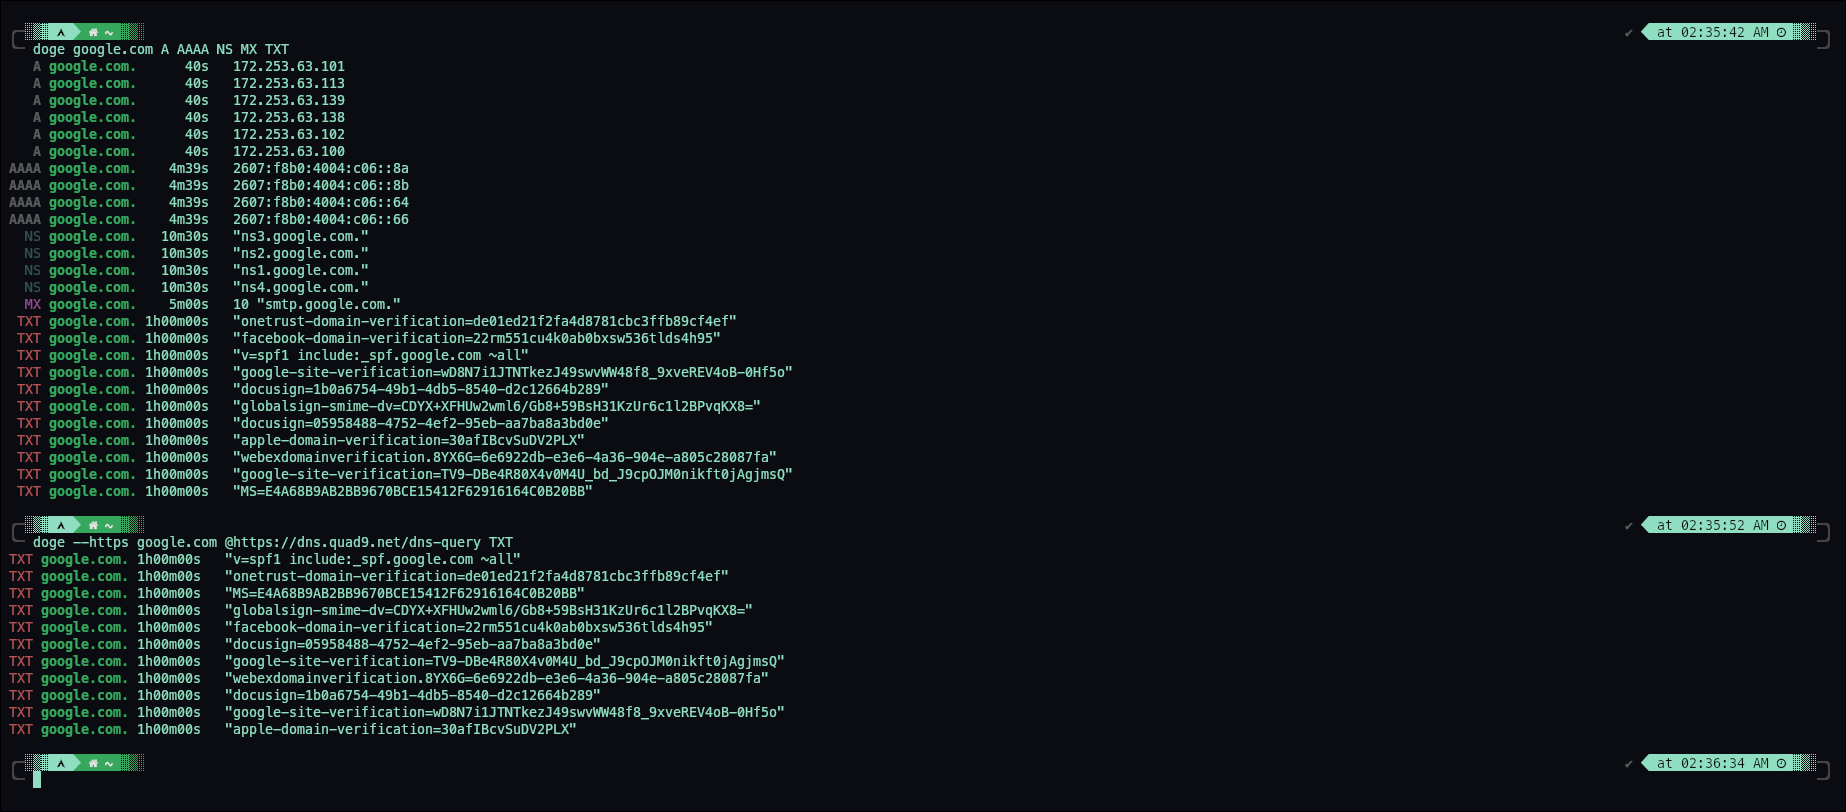 ~ ✔ at 02:35:42 AM
doge google.com A AAAA NS MX TXT
A google.com. 40s 172.253.63.101
A google.com. 40s 172.253.63.113
A google.com. 40s 172.253.63.139
A google.com. 40s 172.253.63.138
A google.com. 40s 172.253.63.102
A google.com. 40s 172.253.63.100
AAAA google.com. 4m39s 2607:f8b0:4004:c06::8a
AAAA google.com. 4m39s 2607:f8b0:4004:c06::8b
AAAA google.com. 4m39s 2607:f8b0:4004:c06::64
AAAA google.com. 4m39s 2607:f8b0:4004:c06::66
NS google.com. 10m30s "ns3.google.com."
NS google.com. 10m30s "ns2.google.com."
NS google.com. 10m30s "ns1.google.com."
NS google.com. 10m30s "ns4.google.com."
MX google.com. 5m00s 10 "smtp.google.com."
TXT google.com. 1h00m00s "onetrust-domain-verification=de01ed21f2fa4d8781cbc3ffb89cf4ef"
TXT google.com. 1h00m00s "facebook-domain-verification=22rm551cu4k0ab0bxsw536tlds4h95"
TXT google.com. 1h00m00s "v=spf1 include:_spf.google.com ~all"
TXT google.com. 1h00m00s "google-site-verification=wD8N7i1JTNTkezJ49swvWW48f8_9xveREV4oB-0Hf5o"
TXT google.com. 1h00m00s "docusign=1b0a6754-49b1-4db5-8540-d2c12664b289"
TXT google.com. 1h00m00s "globalsign-smime-dv=CDYX+XFHUw2wml6/Gb8+59BsH31KzUr6c1l2BPvqKX8="
TXT google.com. 1h00m00s "docusign=05958488-4752-4ef2-95eb-aa7ba8a3bd0e"
TXT google.com. 1h00m00s "apple-domain-verification=30afIBcvSuDV2PLX"
TXT google.com. 1h00m00s "webexdomainverification.8YX6G=6e6922db-e3e6-4a36-904e-a805c28087fa"
TXT google.com. 1h00m00s "google-site-verification=TV9-DBe4R80X4v0M4U_bd_J9cpOJM0nikft0jAgjmsQ"
TXT google.com. 1h00m00s "MS=E4A68B9AB2BB9670BCE15412F62916164C0B20BB"
~ ✔ at 02:35:52 AM
doge --https google.com @https://dns.quad9.net/dns-query TXT
TXT google.com. 1h00m00s "v=spf1 include:_spf.google.com ~all"
TXT google.com. 1h00m00s "onetrust-domain-verification=de01ed21f2fa4d8781cbc3ffb89cf4ef"
TXT google.com. 1h00m00s "MS=E4A68B9AB2BB9670BCE15412F62916164C0B20BB"
TXT google.com. 1h00m00s "globalsign-smime-dv=CDYX+XFHUw2wml6/Gb8+59BsH31KzUr6c1l2BPvqKX8="
TXT google.com. 1h00m00s "facebook-domain-verification=22rm551cu4k0ab0bxsw536tlds4h95"
TXT google.com. 1h00m00s "docusign=05958488-4752-4ef2-95eb-aa7ba8a3bd0e"
TXT google.com. 1h00m00s "google-site-verification=TV9-DBe4R80X4v0M4U_bd_J9cpOJM0nikft0jAgjmsQ"
TXT google.com. 1h00m00s "webexdomainverification.8YX6G=6e6922db-e3e6-4a36-904e-a805c28087fa"
TXT google.com. 1h00m00s "docusign=1b0a6754-49b1-4db5-8540-d2c12664b289"
TXT google.com. 1h00m00s "google-site-verification=wD8N7i1JTNTkezJ49swvWW48f8_9xveREV4oB-0Hf5o"
TXT google.com. 1h00m00s "apple-domain-verification=30afIBcvSuDV2PLX"
~ ✔ at 02:36:34 AM